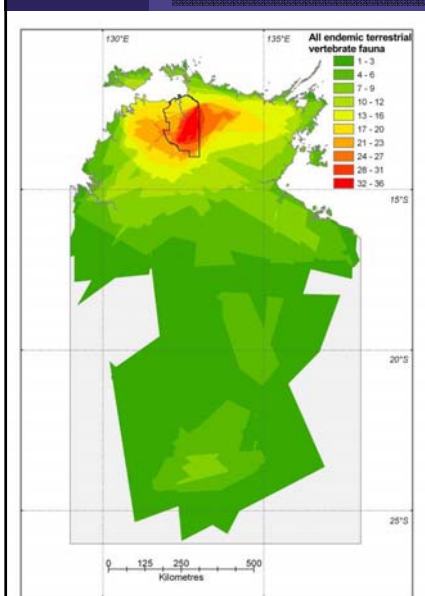 130°E
135°E
All endemic terrestrial
vertebrate fauna
1 - 3
4 - 6
7 - 9
10 - 12
13 - 16
17 - 20
21 - 23
24 - 27
28 - 31
32 - 36
15°S
20°S
25°S
0 125 250 500
Kilometres